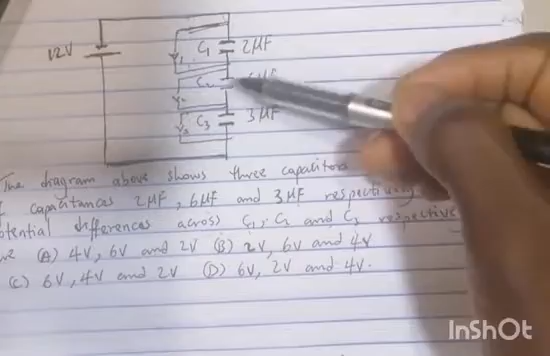 12V
C1 2μF
V1
C2 μF
V2
C3 3μF
V3
The diagram above shows three capacitors
capacitances 2μF, 6μF and 3μF respectively
otential differences across C1, C2 and C3 respective
(A) 4V, 6V and 2V (B) 2V, 6V and 4V
(C) 6V, 4V and 2V (D) 6V, 2V and 4V.
InShOt